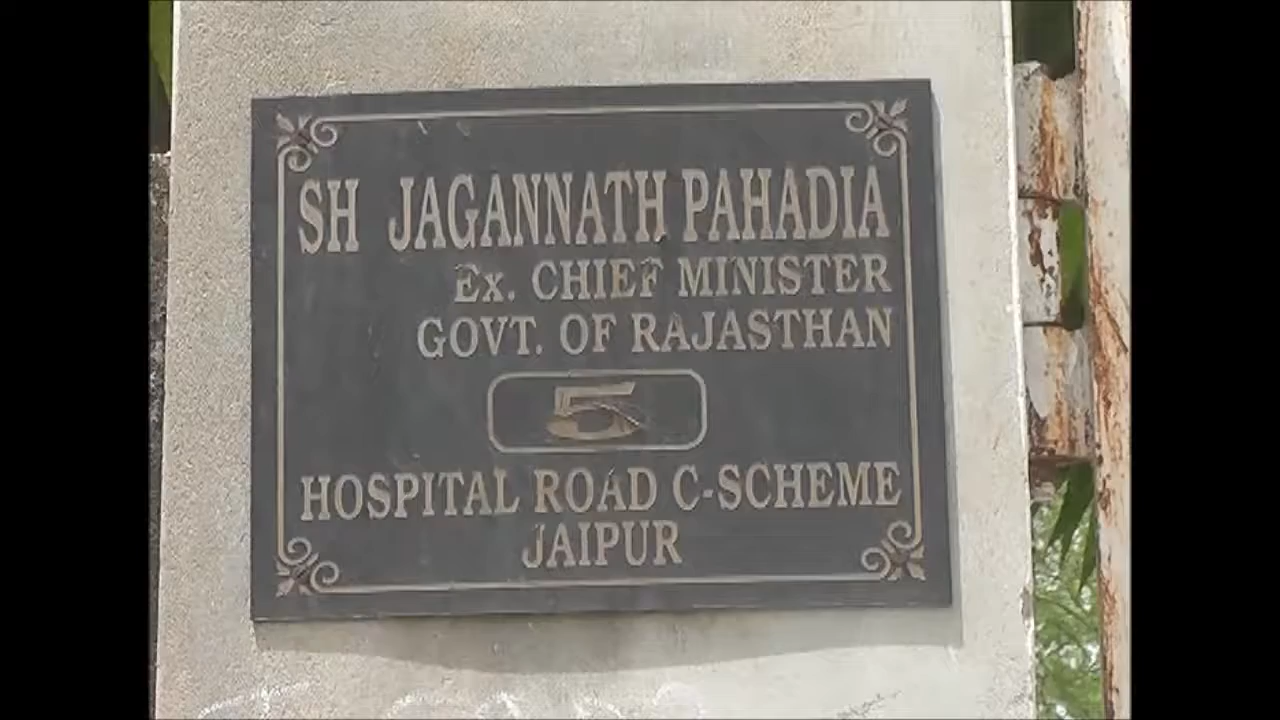 SH JAGANNATH PAHADIA
Ex. CHIEF MINISTER
GOVT. OF RAJASTHAN
5
HOSPITAL ROAD C-SCHEME
JAIPUR